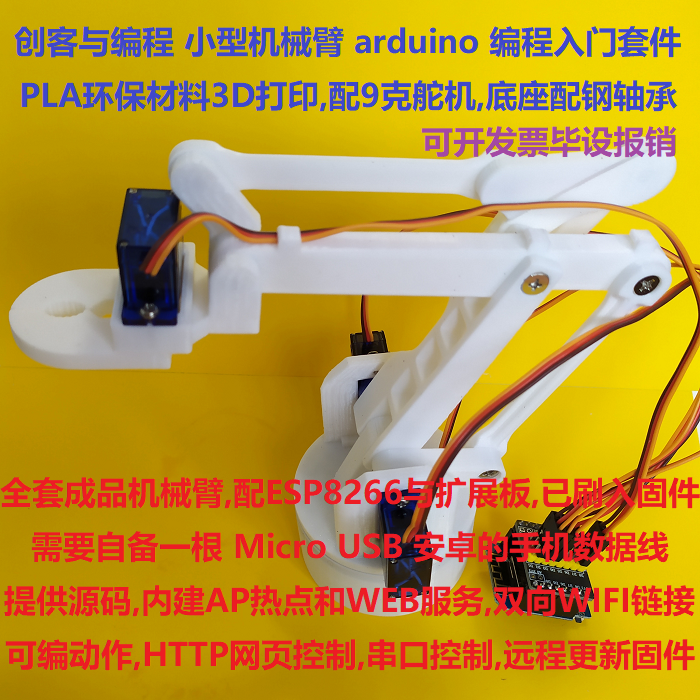 创客与编程 小型机械臂 arduino 编程入门套件
PLA环保材料3D打印,配9克舵机,底座配钢轴承
可开发票毕设报销
全套成品机械臂,配ESP8266与扩展板,已刷入固件
需要自备一根 Micro USB 安卓的手机数据线
提供源码,内建AP热点和WEB服务,双向WIFI链接
可编动作,HTTP网页控制,串口控制,远程更新固件